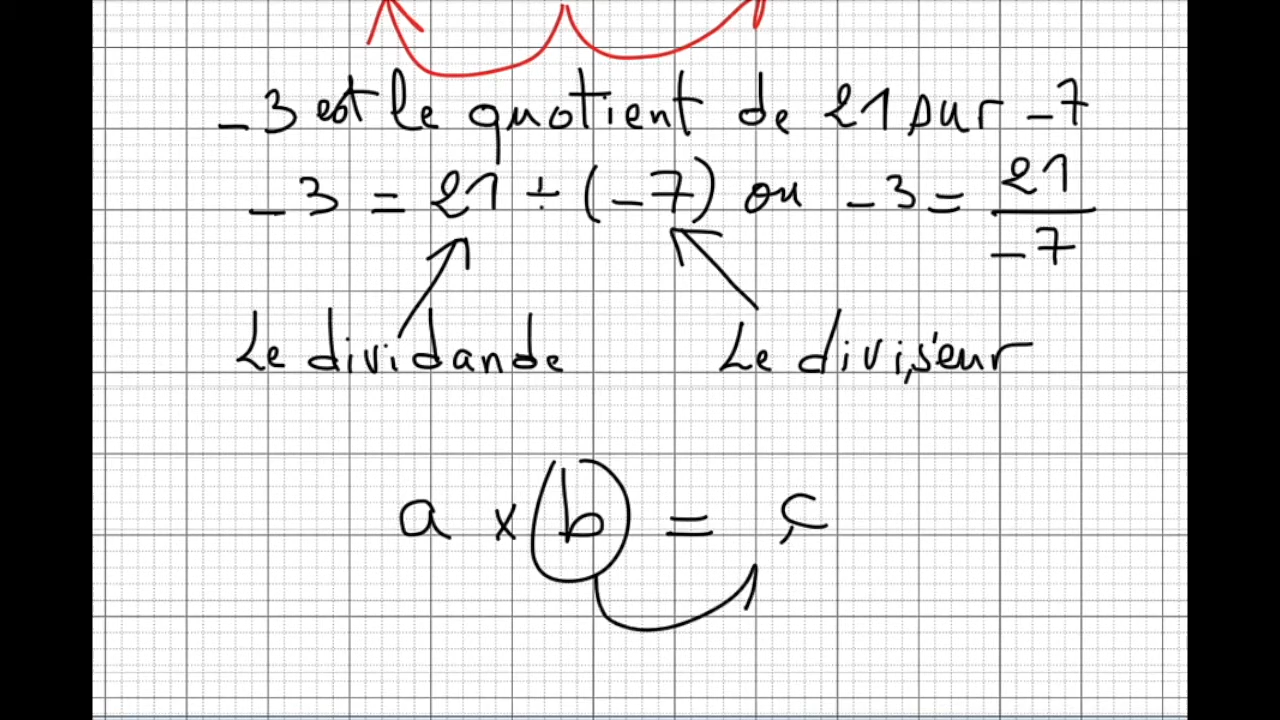 -3 est le quotient de 21 sur -7
-3 = 21 ÷ (-7) ou -3 = 21/-7
Le dividande Le diviseur
a × b = c